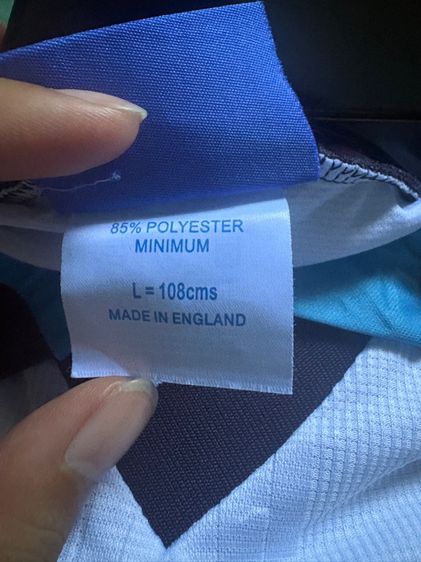 85% POLYESTER
MINIMUM
L = 108cms
MADE IN ENGLAND